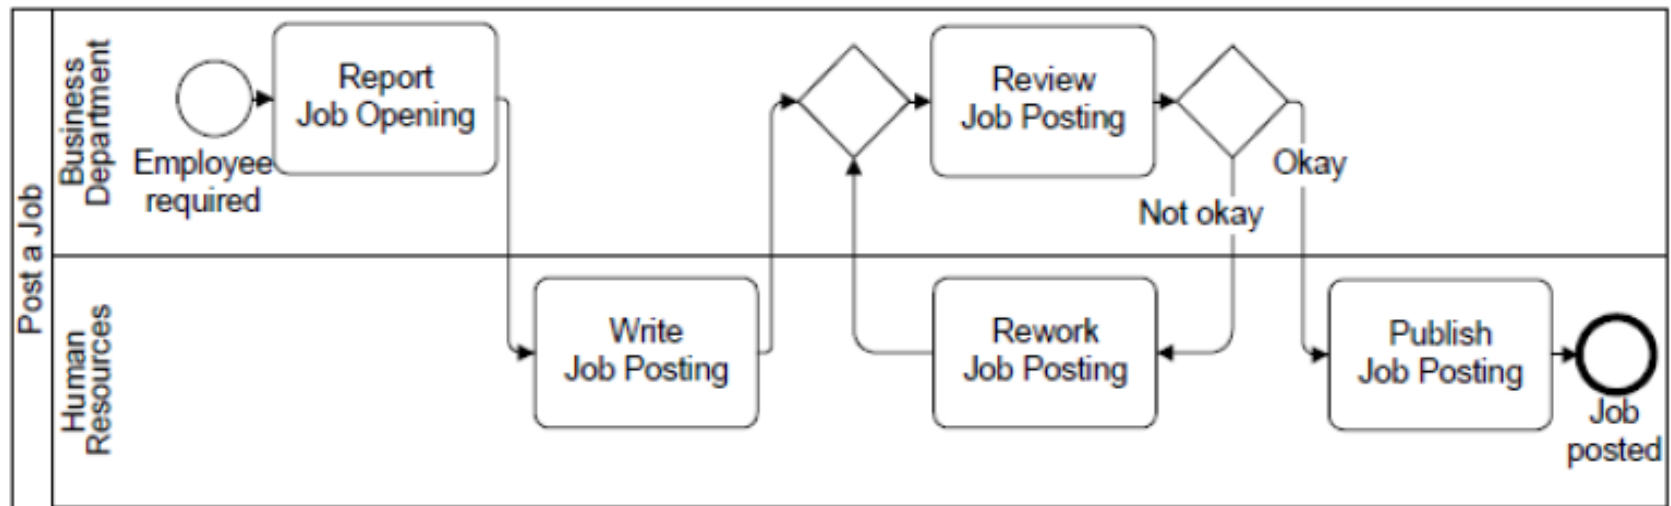 Post a Job
Business
Department
Employee
required
Report
Job Opening
Review
Job Posting
Okay
Not okay
Human
Resources
Write
Job Posting
Rework
Job Posting
Publish
Job Posting
Job
posted